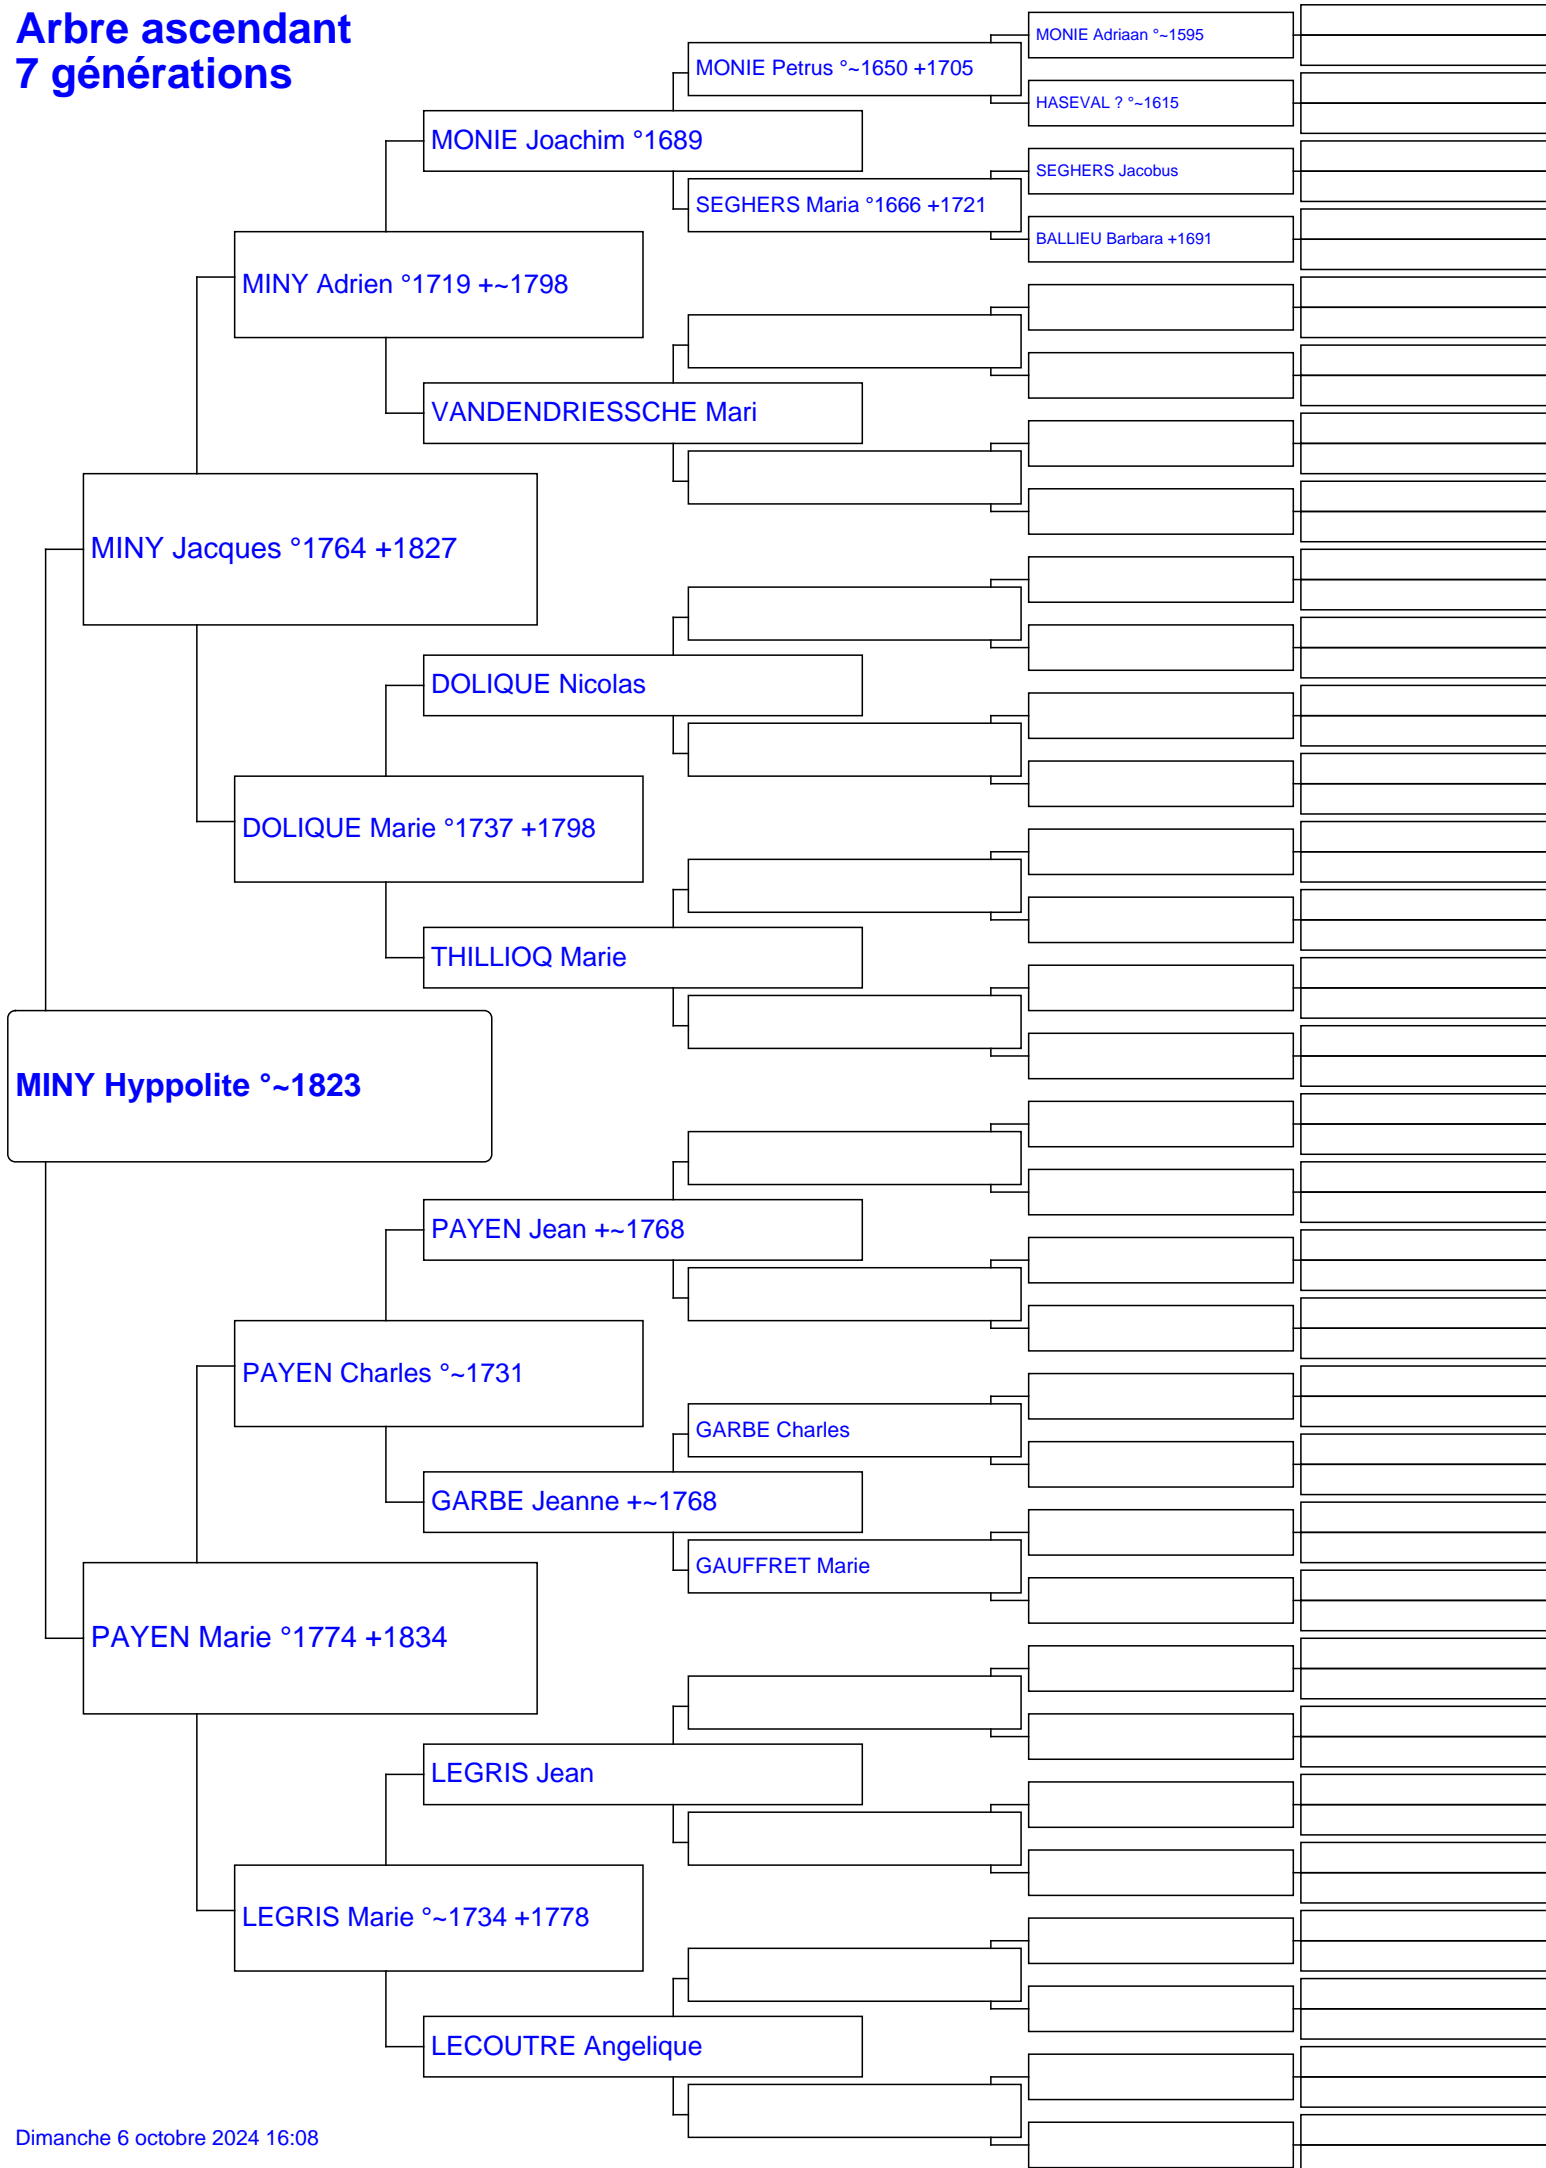 Arbre ascendant
7 générations
MONIE Adriaan °~1595
MONIE Petrus °~1650 +1705
HASEVAL ? °~1615
MONIE Joachim °1689
SEGHERS Jacobus
SEGHERS Maria °1666 +1721
BALLIEU Barbara +1691
MINY Adrien °1719 +~1798
VANDENDRIESSCHE Mari
MINY Jacques °1764 +1827
DOLIQUE Nicolas
DOLIQUE Marie °1737 +1798
THILLIOQ Marie
MINY Hyppolite °~1823
PAYEN Jean +~1768
PAYEN Charles °~1731
GARBE Charles
GARBE Jeanne +~1768
GAUFFRET Marie
PAYEN Marie °1774 +1834
LEGRIS Jean
LEGRIS Marie °~1734 +1778
LECOUTRE Angelique
Dimanche 6 octobre 2024 16:08